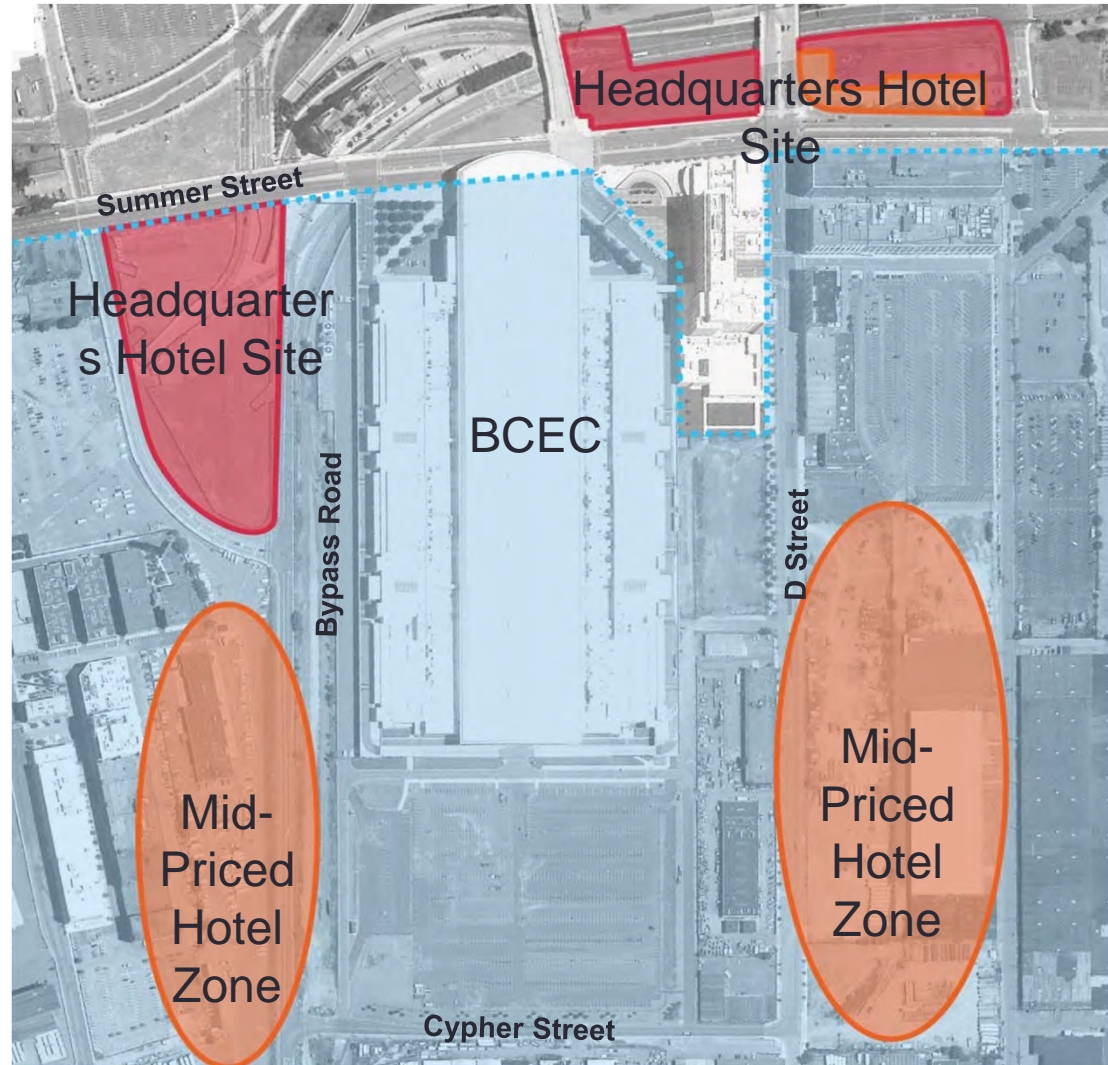 Headquarters Hotel
Site
Summer Street
Headquarter
s Hotel Site
BCEC
Bypass Road
D Street
Mid-
Priced
Hotel
Zone
Mid-
Priced
Hotel
Zone
Cypher Street